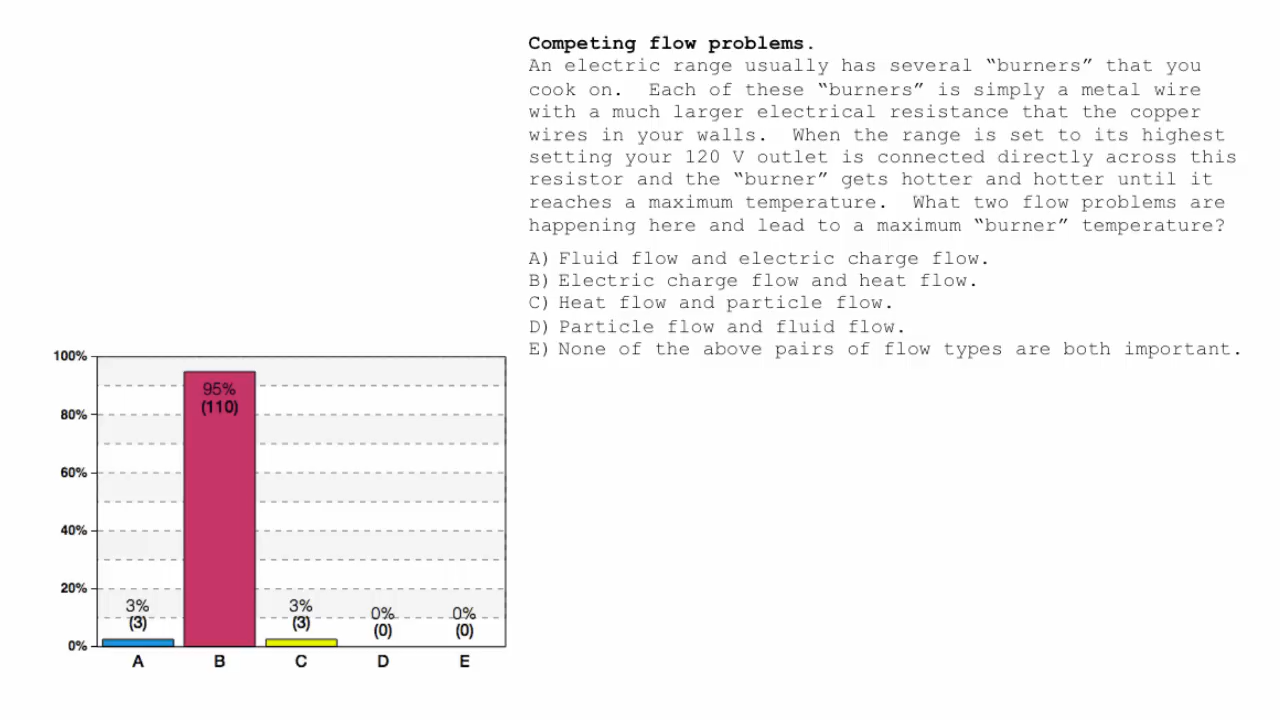 Competing flow problems.
An electric range usually has several “burners” that you
cook on.  Each of these “burners” is simply a metal wire
with a much larger electrical resistance that the copper
wires in your walls.  When the range is set to its highest
setting your 120 V outlet is connected directly across this
resistor and the “burner” gets hotter and hotter until it
reaches a maximum temperature.  What two flow problems are
happening here and lead to a maximum “burner” temperature?
A) Fluid flow and electric charge flow.
B) Electric charge flow and heat flow.
C) Heat flow and particle flow.
D) Particle flow and fluid flow.
E) None of the above pairs of flow types are both important.
100%
80%
60%
40%
20%
0%
3%
(3)
95%
(110)
3%
(3)
0%
(0)
0%
(0)
A B C D E